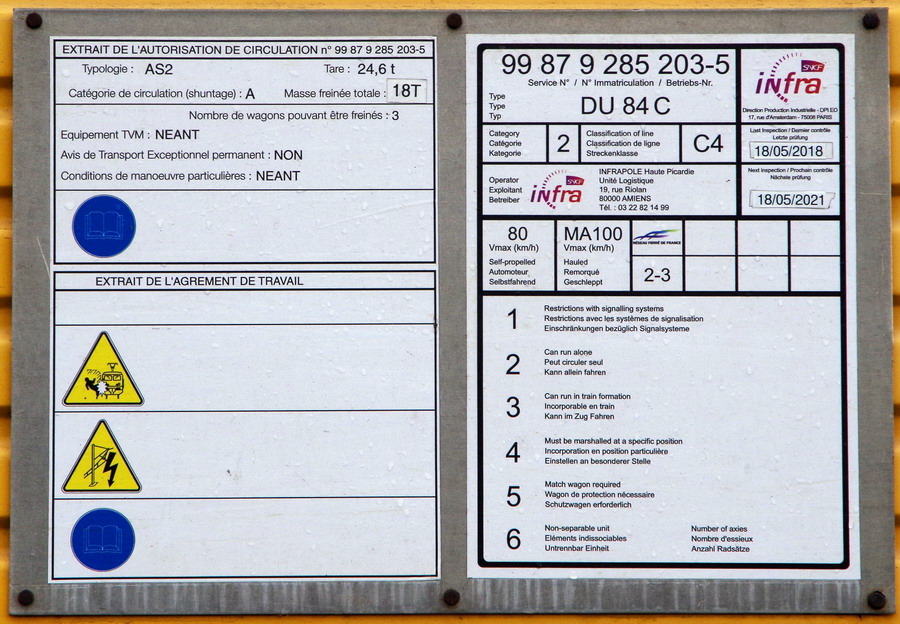 EXTRAIT DE L'AUTORISATION DE CIRCULATION n° 99 87 9 285 203-5
Typologie : AS2 Tare : 24,6 t
Catégorie de circulation (shuntage) : A Masse freinée totale : 18T
Nombre de wagons pouvant être freinés : 3
Equipement TVM : NEANT
Avis de Transport Exceptionnel permanent : NON
Conditions de manoeuvre particulières : NEANT
EXTRAIT DE L'AGREMENT DE TRAVAIL
99 87 9 285 203-5
Service N° / N° Immatriculation / Betriebs-Nr.
Type
Type
Typ
DU 84 C
SNCF
infra
Direction Production Industrielle - DPI.EO
17, rue d'Amsterdam - 75008 PARIS
Category
Catégorie
Kategorie
2
Classification of line
Classification de ligne
Streckenklasse
C4
Last Inspection / Dernier contrôle
Letzte prüfung
18/05/2018
Operator
Exploitant
Betreiber
SNCF
infra
INFRAPOLE Haute Picardie
Unité Logistique
19, rue Riolan
80000 AMIENS
Tél. : 03 22 82 14 99
Next inspection / Prochain contrôle
Nächste prüfung
18/05/2021
80
Vmax (km/h)
Self-propelled
Automoteur
Selbstfahrend
MA100
Vmax (km/h)
Hauled
Remorqué
Geschleppt
RÉSEAU FERRÉ DE FRANCE
2-3
1
Restrictions with signalling systems
Restrictions avec les systèmes de signalisation
Einschränkungen bezüglich Signalsysteme
2
Can run alone
Peut circuler seul
Kann allein fahren
3
Can run in train formation
Incorporable en train
Kann im Zug Fahren
4
Must be marshalled at a specific position
Incorporation en position particulière
Einstellen an besonderer Stelle
5
Match wagon required
Wagon de protection nécessaire
Schutzwagen erforderlich
6
Non-separable unit
Eléments indissociables
Untrennbar Einheit
Number of axies
Nombre d'essieux
Anzahl Radsätze